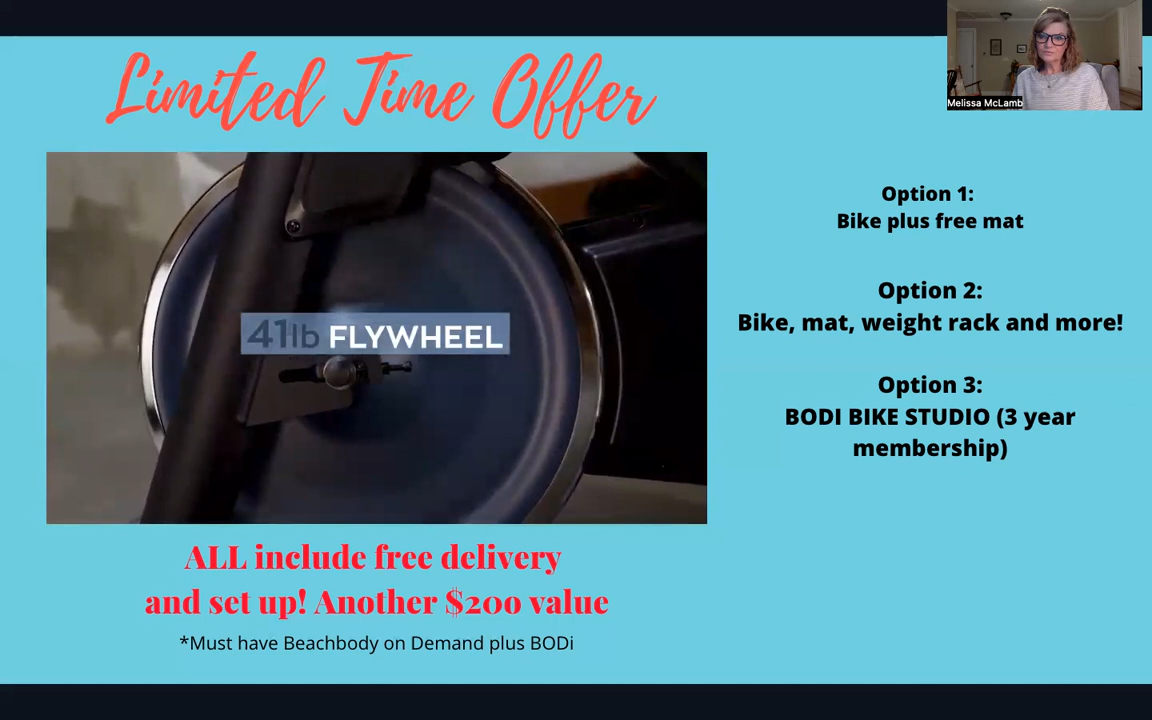 Limited Time Offer
Melissa McLamb
41lb FLYWHEEL
Option 1:
Bike plus free mat
Option 2:
Bike, mat, weight rack and more!
Option 3:
BODI BIKE STUDIO (3 year
membership)
ALL include free delivery
and set up! Another $200 value
*Must have Beachbody on Demand plus BODi